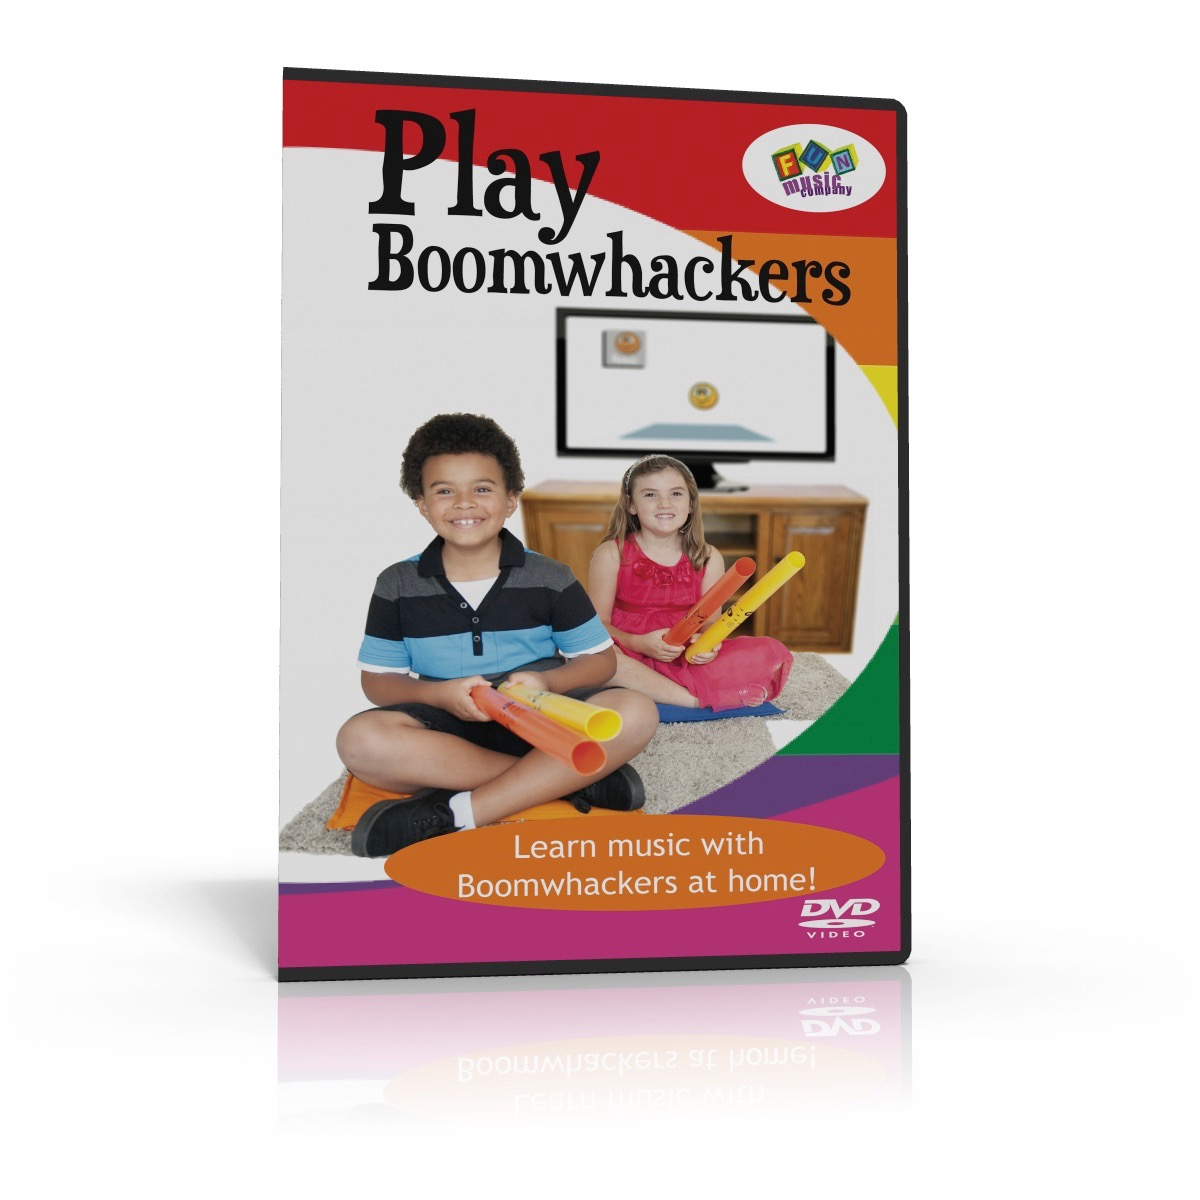 Play
Boomwhackers
FUN
music
company
Learn music with
Boomwhackers at home!
DVD
VIDEO